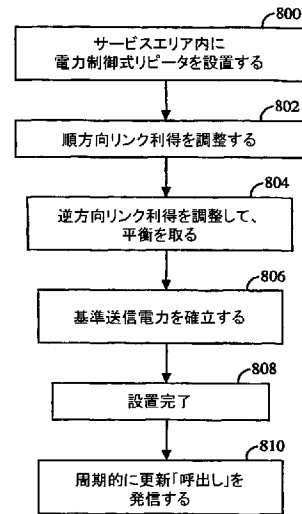 800
サービスエリア内に
電力制御式リピータを設置する
802
順方向リンク利得を調整する
804
逆方向リンク利得を調整して、
平衡を取る
806
基準送信電力を確立する
808
設置完了
810
周期的に更新「呼出し」を
発信する